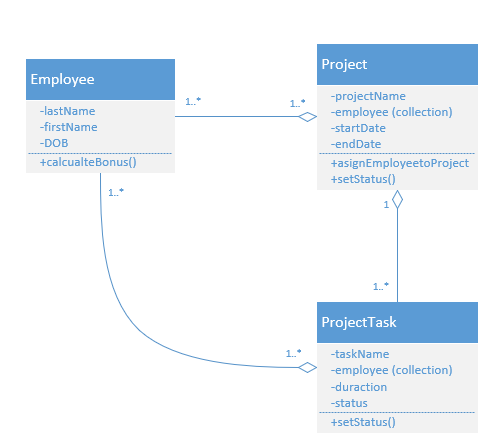 Employee
-lastName
-firstName
-DOB
+calcualteBonus()
1..*
1..*
Project
-projectName
-employee (collection)
-startDate
-endDate
+asignEmployeetoProject
+setStatus()
1..*
1
1..*
1..*
ProjectTask
-taskName
-employee (collection)
-duraction
-status
+setStatus()